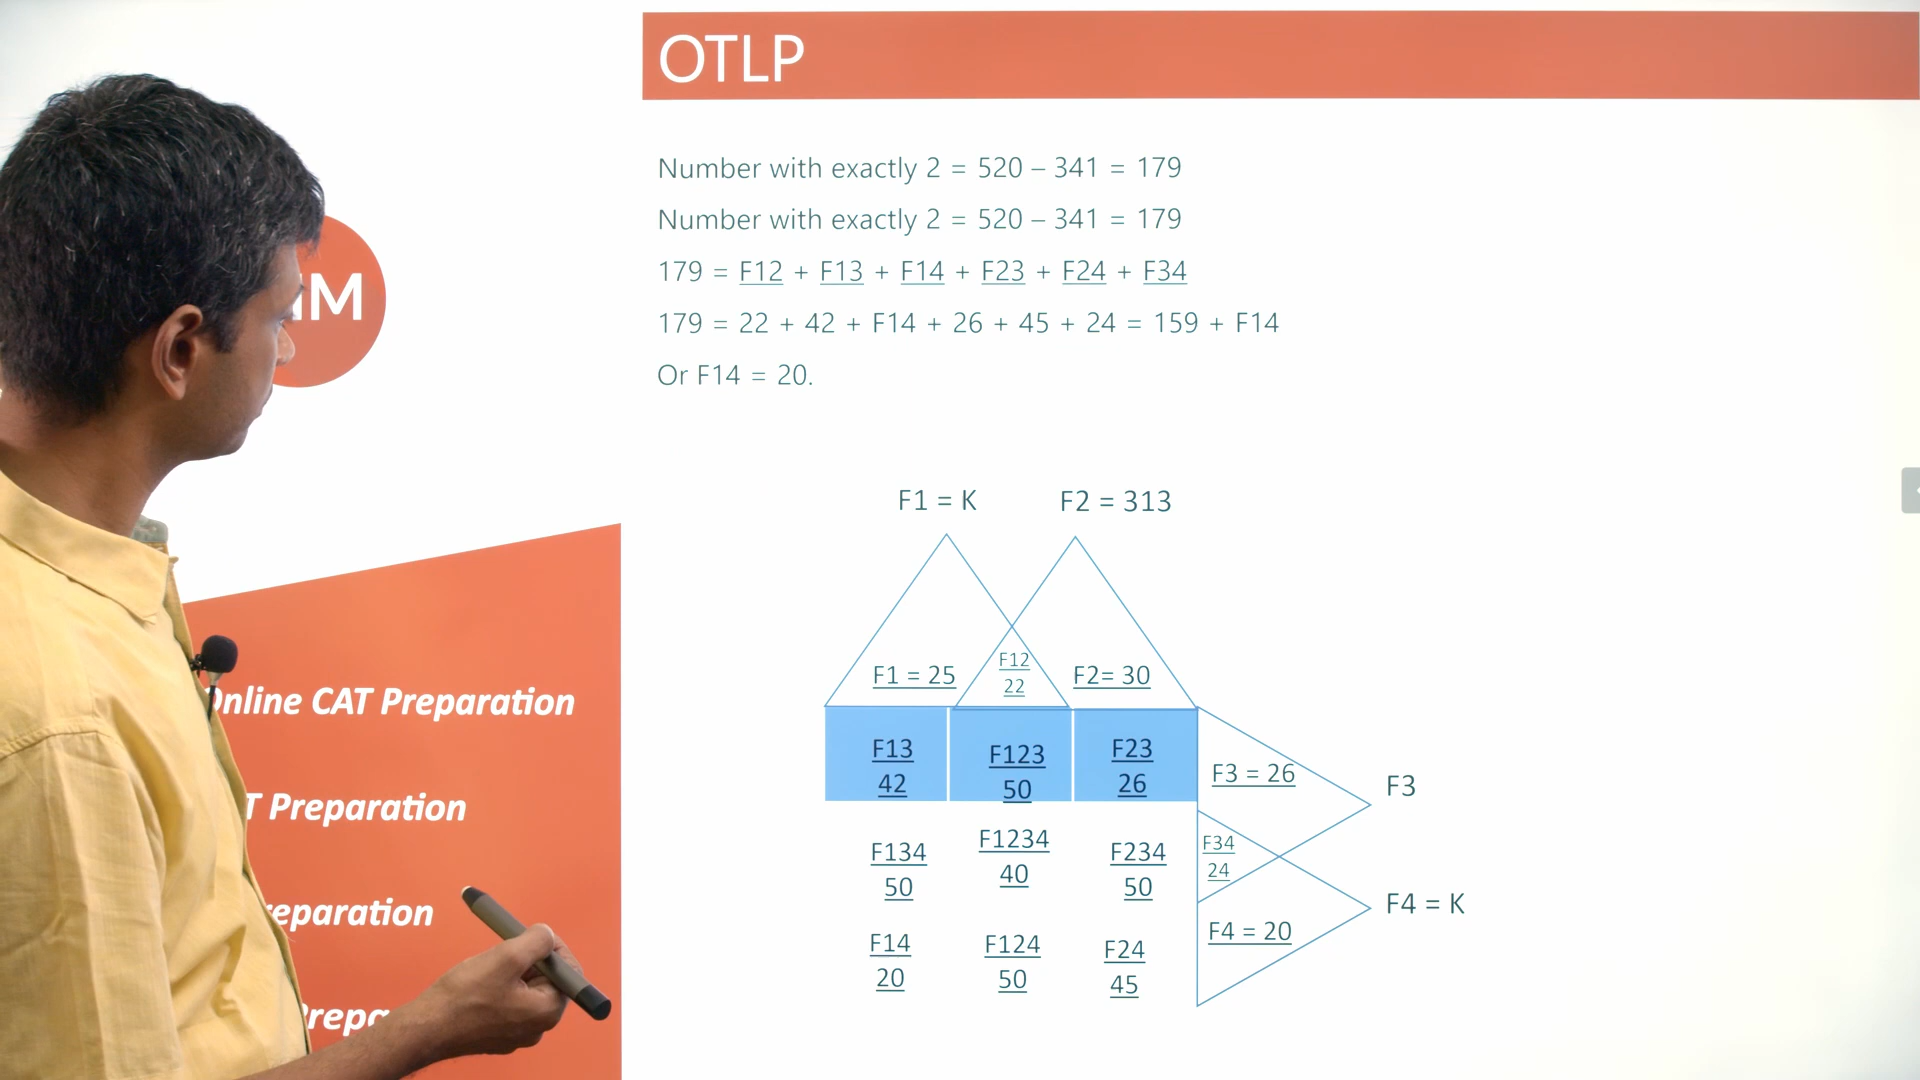 OTLP
Number with exactly 2 = 520 – 341 = 179
Number with exactly 2 = 520 – 341 = 179
179 = F12 + F13 + F14 + F23 + F24 + F34
179 = 22 + 42 + F14 + 26 + 45 + 24 = 159 + F14
Or F14 = 20.
F1 = K
F2 = 313
F1 = 25
F12
22
F2= 30
F13
42
F123
50
F23
26
F3 = 26
F3
F134
50
F1234
40
F234
50
F34
24
F4 = K
F14
20
F124
50
F24
45
F4 = 20
IM
Online CAT Preparation
T Preparation
reparation
Prepa